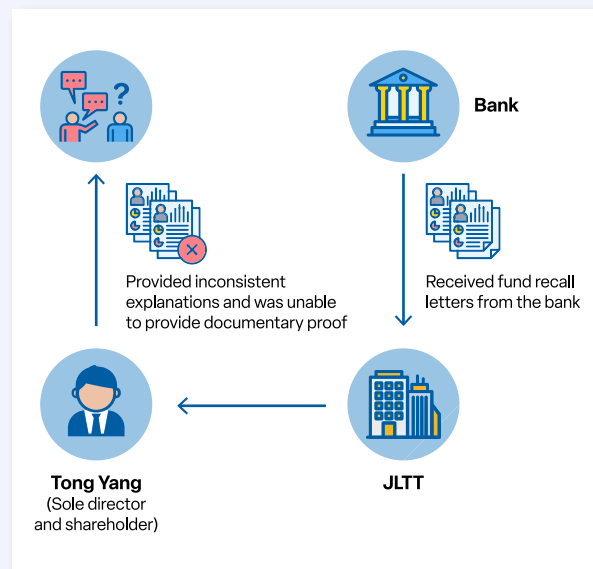 ?
Bank
Provided inconsistent
explanations and was unable
to provide documentary proof
Received fund recall
letters from the bank
Tong Yang
(Sole director
and shareholder)
JLTT